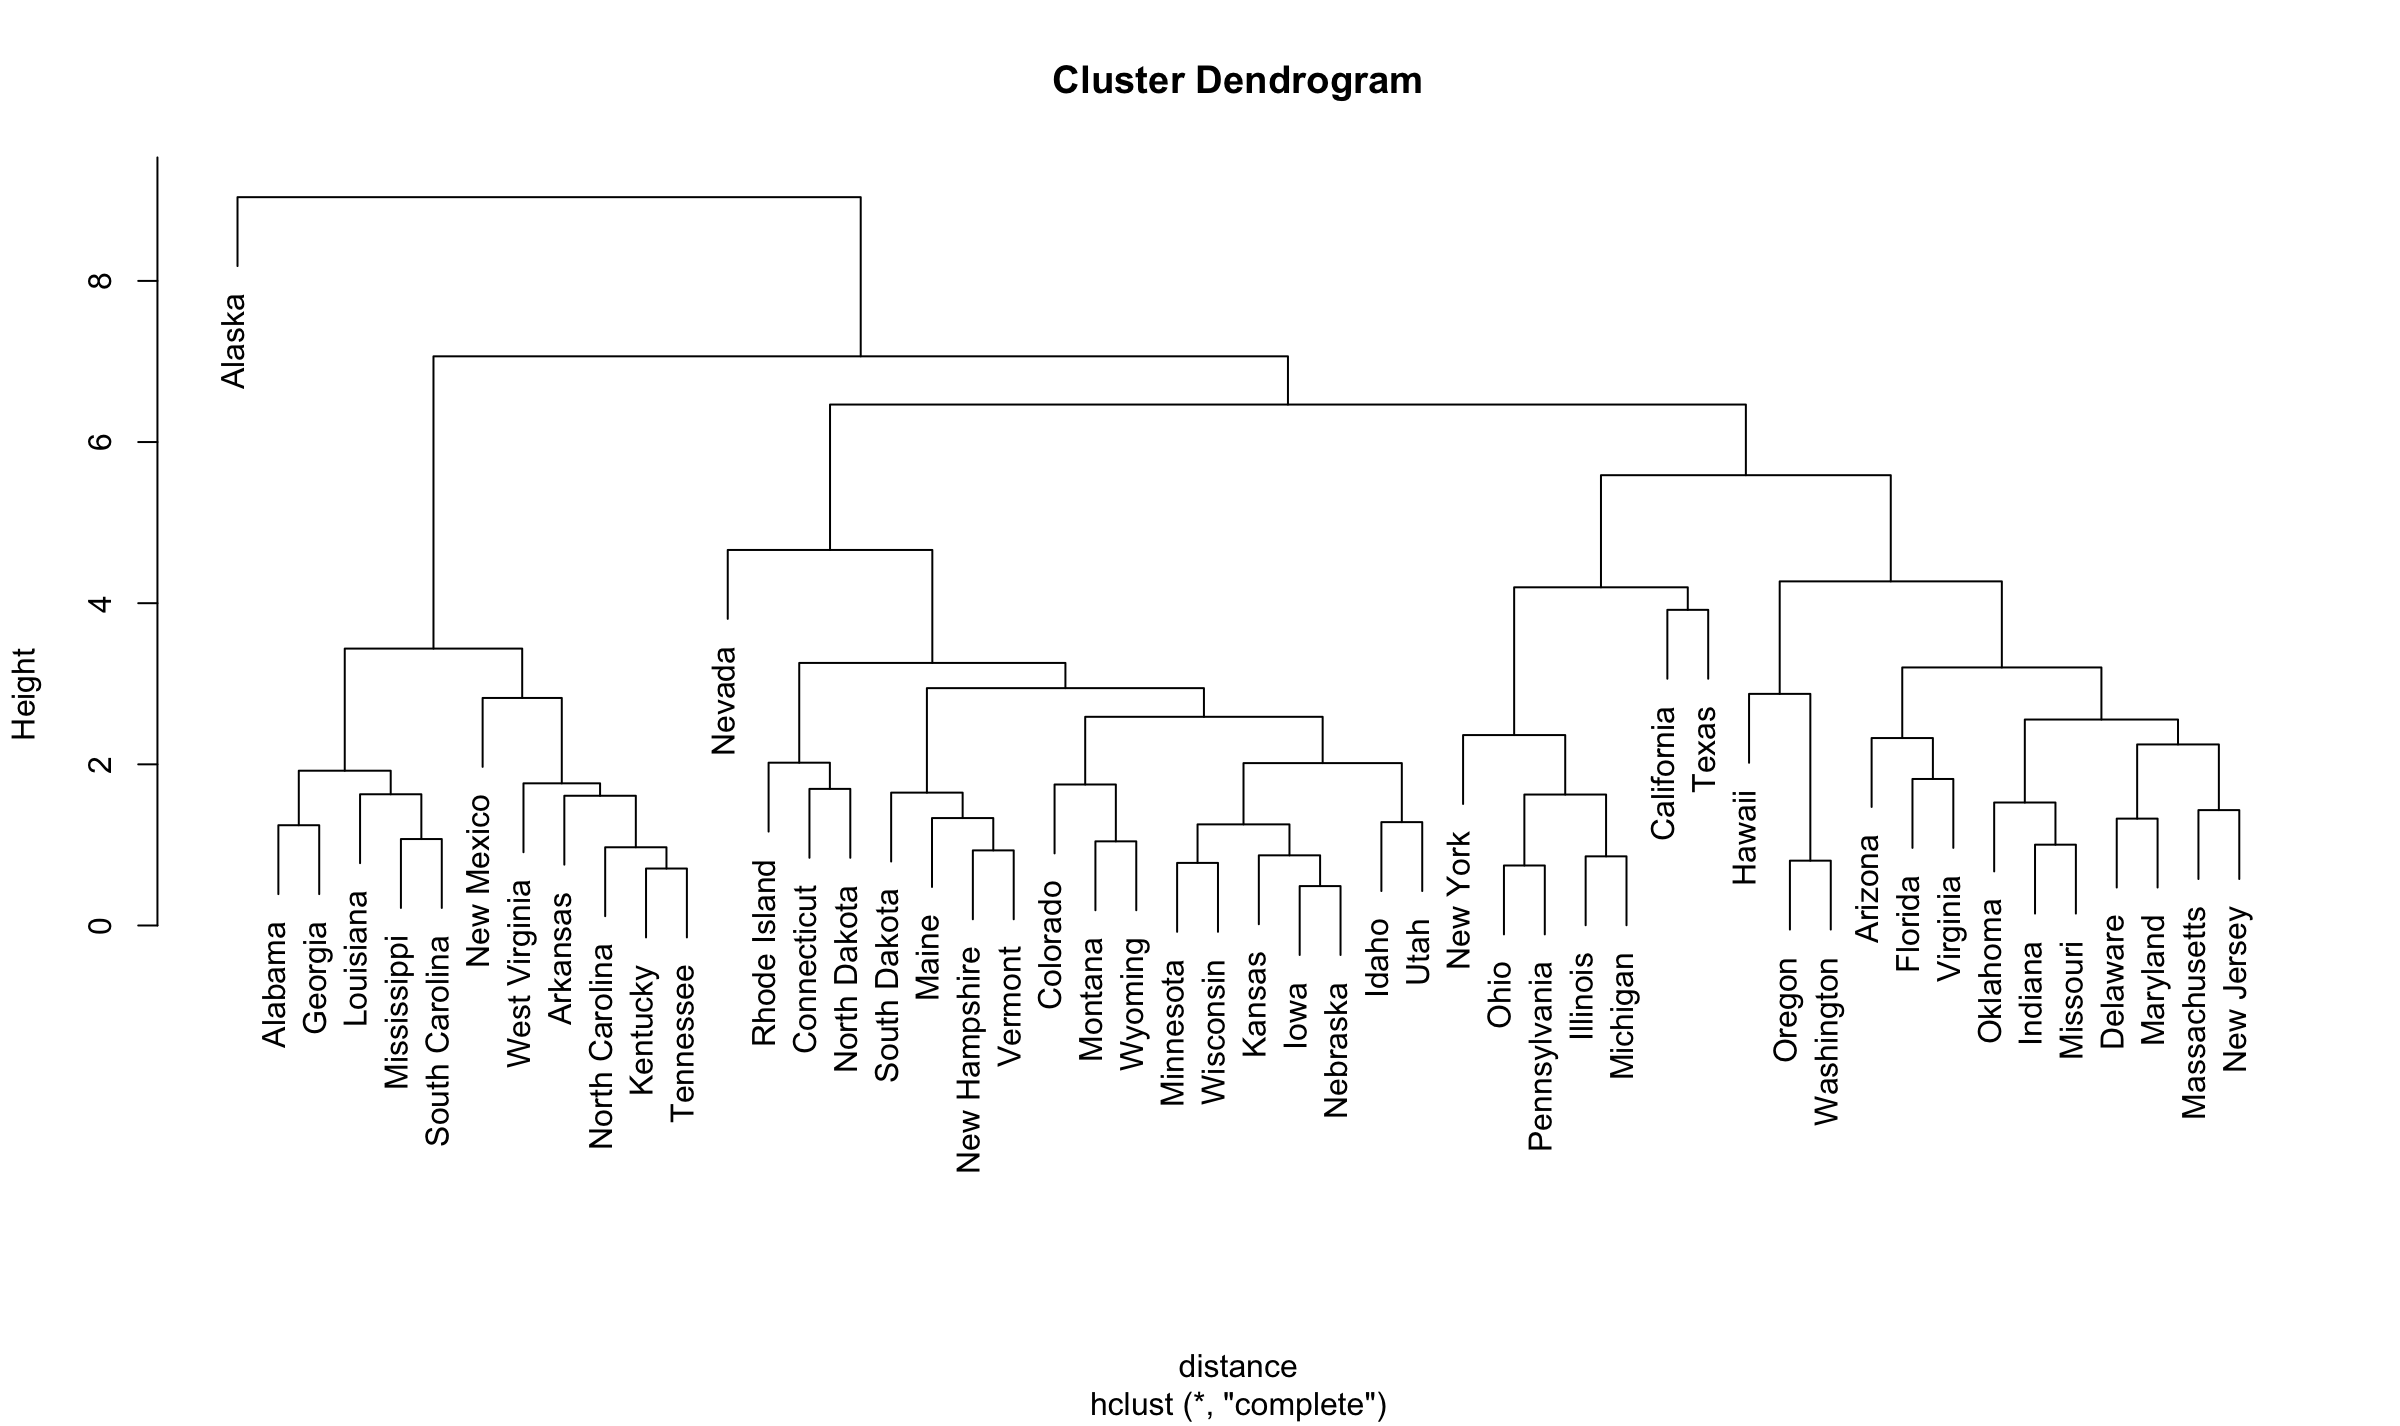 Cluster Dendrogram
Height
8
6
4
2
0
Alaska
Alabama
Georgia
Louisiana
Mississippi
South Carolina
New Mexico
West Virginia
Arkansas
North Carolina
Kentucky
Tennessee
Nevada
Rhode Island
Connecticut
North Dakota
South Dakota
Maine
New Hampshire
Vermont
Colorado
Montana
Wyoming
Minnesota
Wisconsin
Kansas
Iowa
Nebraska
Idaho
Utah
New York
Ohio
Pennsylvania
Illinois
Michigan
California
Texas
Hawaii
Oregon
Washington
Arizona
Florida
Virginia
Oklahoma
Indiana
Missouri
Delaware
Maryland
Massachusetts
New Jersey
distance
hclust (*, "complete")